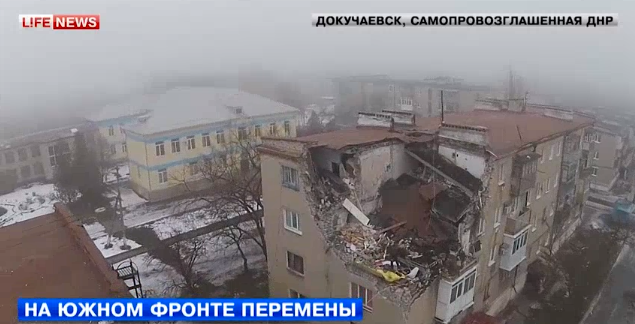 LIFE NEWS
ДОКУЧАЕВСК, САМОПРОВОЗГЛАШЕННАЯ ДНР
НА ЮЖНОМ ФРОНТЕ ПЕРЕМЕНЫ